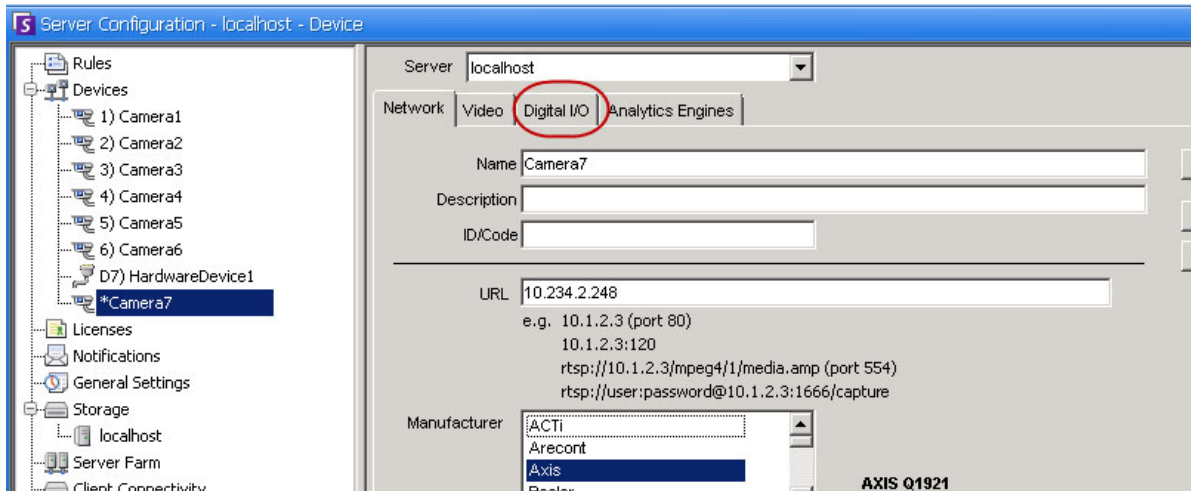 Server Configuration - localhost - Device
Rules
Devices
1) Camera1
2) Camera2
3) Camera3
4) Camera4
5) Camera5
6) Camera6
D7) HardwareDevice1
*Camera7
Licenses
Notifications
General Settings
Storage
localhost
Server Farm
Client Connectivity
Server localhost
Network Video Digital I/O Analytics Engines
Name Camera7
Description
ID/Code
URL 10.234.2.248
e.g. 10.1.2.3 (port 80)
10.1.2.3:120
rtsp://10.1.2.3/mpeg4/1/media.amp (port 554)
rtsp://user:password@10.1.2.3:1666/capture
Manufacturer ACTi
Arecont
Axis
AXIS Q1921